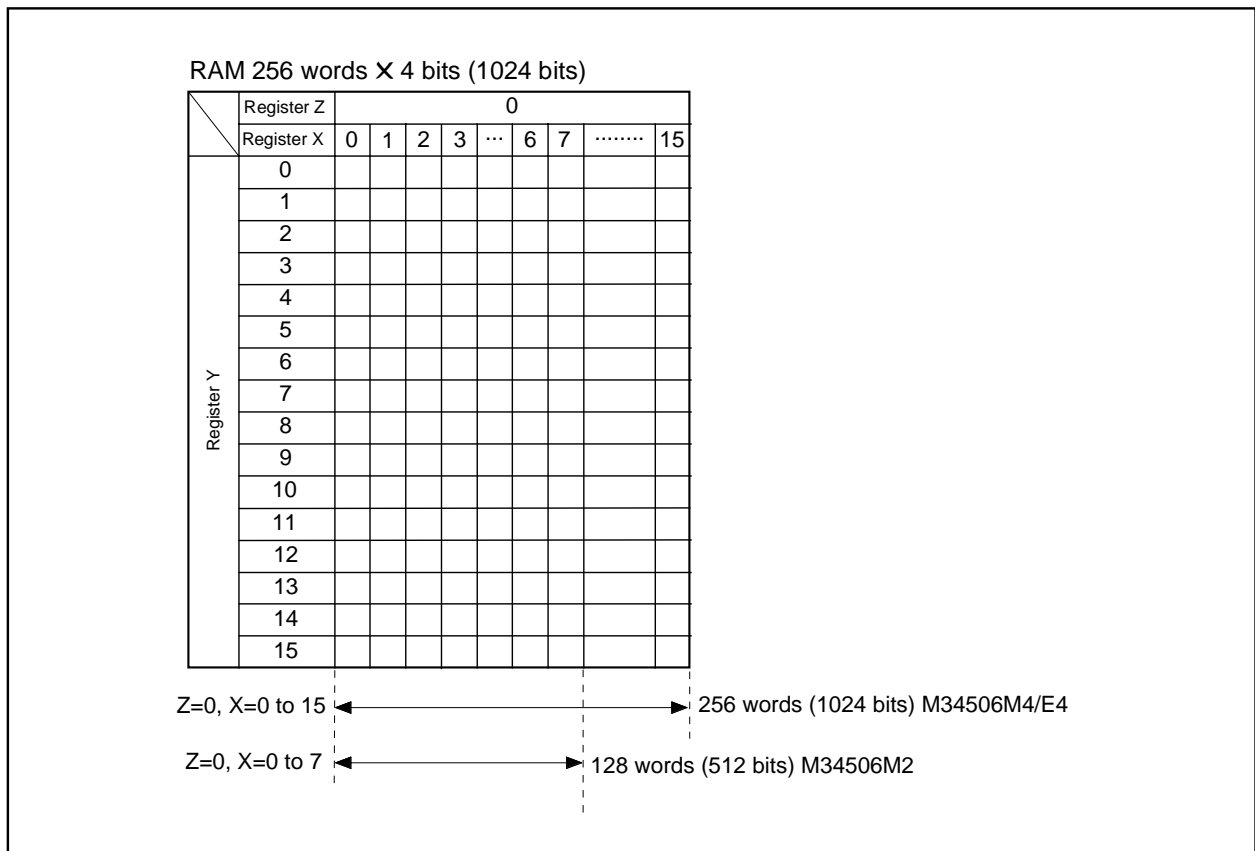 RAM 256 words × 4 bits (1024 bits)
Register Z 0
Register X 0 1 2 3 ··· 6 7 ········ 15
Register Y
0
1
2
3
4
5
6
7
8
9
10
11
12
13
14
15
Z=0, X=0 to 15 256 words (1024 bits) M34506M4/E4
Z=0, X=0 to 7 128 words (512 bits) M34506M2